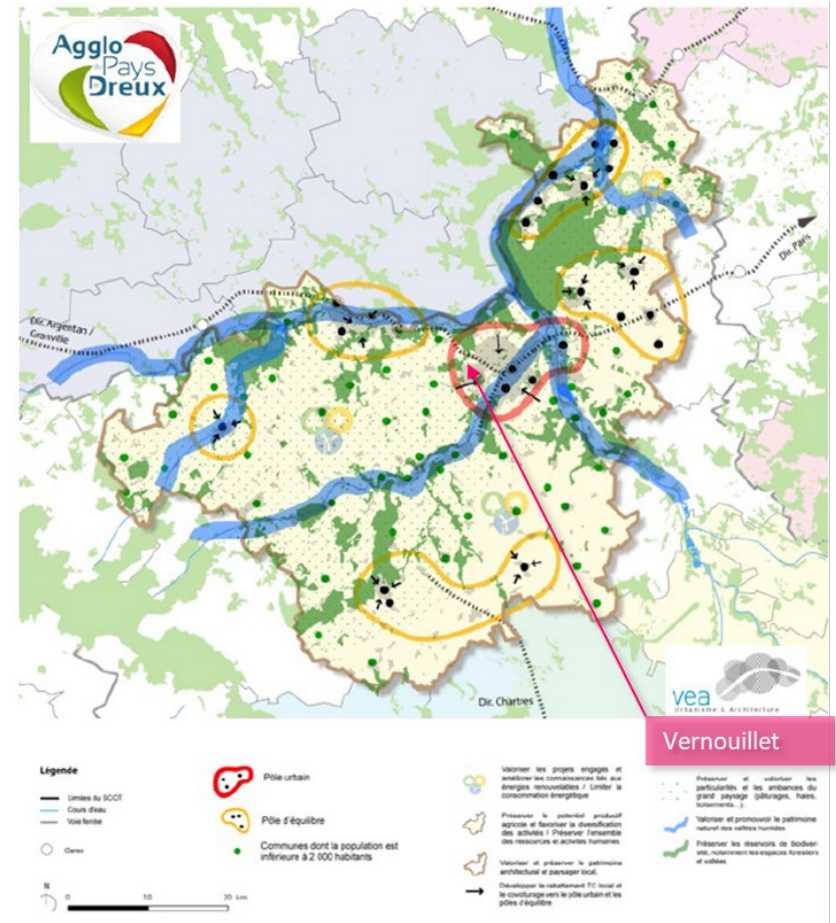 Agglo
du Pays
de Dreux
Dir. Paris
Dir. Argentan /
Granville
Dir. Chartres
vea
Urbanisme & Architecture
Vernouillet
Légende
Limites du SCOT
Cours d'eau
Voie ferrée
Gares
N
0 10 20 km
Pôle urbain
Pôle d'équilibre
Communes dont la population est
inférieure à 2 000 habitants
Valoriser les projets engagés et
améliorer les connaissances liés aux
énergies renouvelables / Limiter la
consommation énergétique
Préserver le potentiel productif
agricole et favoriser la diversification
des activités / Préserver l'ensemble
des ressources et activités humaines
Valoriser et préserver le patrimoine
architectural et paysager local.
Développer le rabattement TC local et
le covoiturage vers le pôle urbain et les
pôles d'équilibre
Préserver et valoriser les
particularités et les ambiances du
grand paysage (pâturages, haies,
boisements...).
Valoriser et promouvoir le patrimoine
naturel des vallées humides
Préserver les réservoirs de biodiver-
sité, notamment les espaces forestiers
et vallées